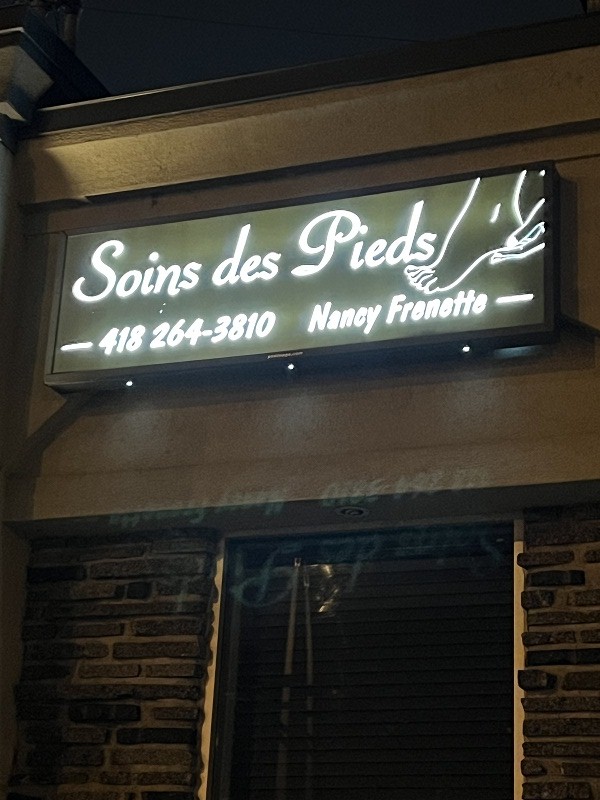 Soins des Pieds
418 264-3810 Nancy Frenette